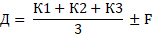 Д = (К1 + К2 + К3) / 3 ± F